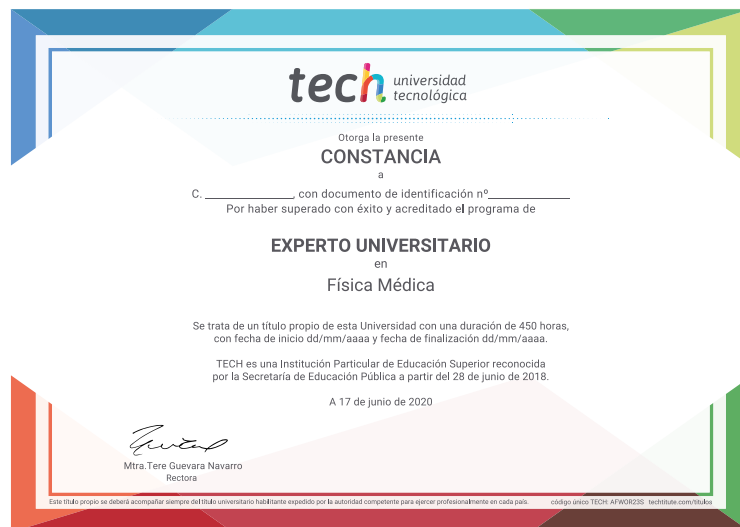 tech universidad
tecnológica
Otorga la presente
CONSTANCIA
a
C. ______________, con documento de identificación nº______________
Por haber superado con éxito y acreditado el programa de
EXPERTO UNIVERSITARIO
en
Física Médica
Se trata de un título propio de esta Universidad con una duración de 450 horas,
con fecha de inicio dd/mm/aaaa y fecha de finalización dd/mm/aaaa.
TECH es una Institución Particular de Educación Superior reconocida
por la Secretaría de Educación Pública a partir del 28 de junio de 2018.
A 17 de junio de 2020
Mtra.Tere Guevara Navarro
Rectora
Este título propio se deberá acompañar siempre del título universitario habilitante expedido por la autoridad competente para ejercer profesionalmente en cada país. código único TECH: AFWOR23S techtitute.com/titulos